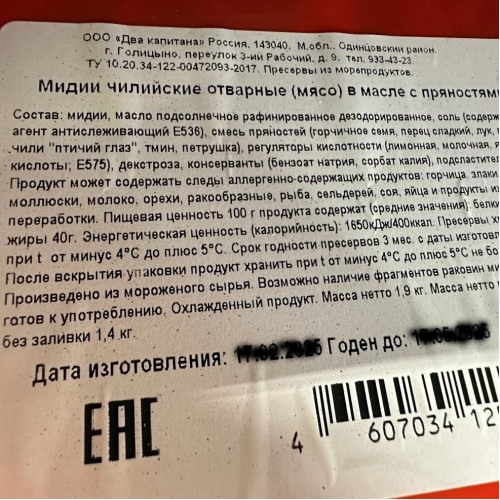 ООО «Два капитана» Россия, 143040, М.обл., Одинцовский район,
г. Голицыно, переулок 3-ий Рабочий, д. 9, тел. 933-43-23.
ТУ 10.20.34-122-00472093-2017. Пресервы из морепродуктов.
Мидии чилийские отварные (мясо) в масле с пряностями
Состав: мидии, масло подсолнечное рафинированное дезодорированное, соль
агент антислеживающий Е536), смесь пряностей (горчичное семя, перец сладкий, лук,
чили "птичий глаз", тмин, петрушка), регуляторы кислотности (лимонная, молочная,
кислоты; Е575), декстроза, консерванты (бензоат натрия, сорбат калия),
Продукт может содержать следы аллергенно-содержащих продуктов: горчица, злаки
моллюски, молоко, орехи, ракообразные, рыба, сельдерей, соя, яйца и продукты
переработки. Пищевая ценность 100 г продукта содержат (средние значения): белки
жиры 40г. Энергетическая ценность (калорийность): 1650кДж/400ккал. Пресервы
при t от минус 4°С до плюс 5°С. Срок годности пресервов 3 мес. с даты
После вскрытия упаковки продукт хранить при t от минус 4°С до плюс 5°С не
Произведено из мороженого сырья. Возможно наличие фрагментов раковин
готов к употреблению. Охлажденный продукт. Масса нетто 1,9 кг. Масса нетто
без заливки 1,4 кг.
Дата изготовления: 17.02.2025 Годен до:
ЕАС
4 607034 12